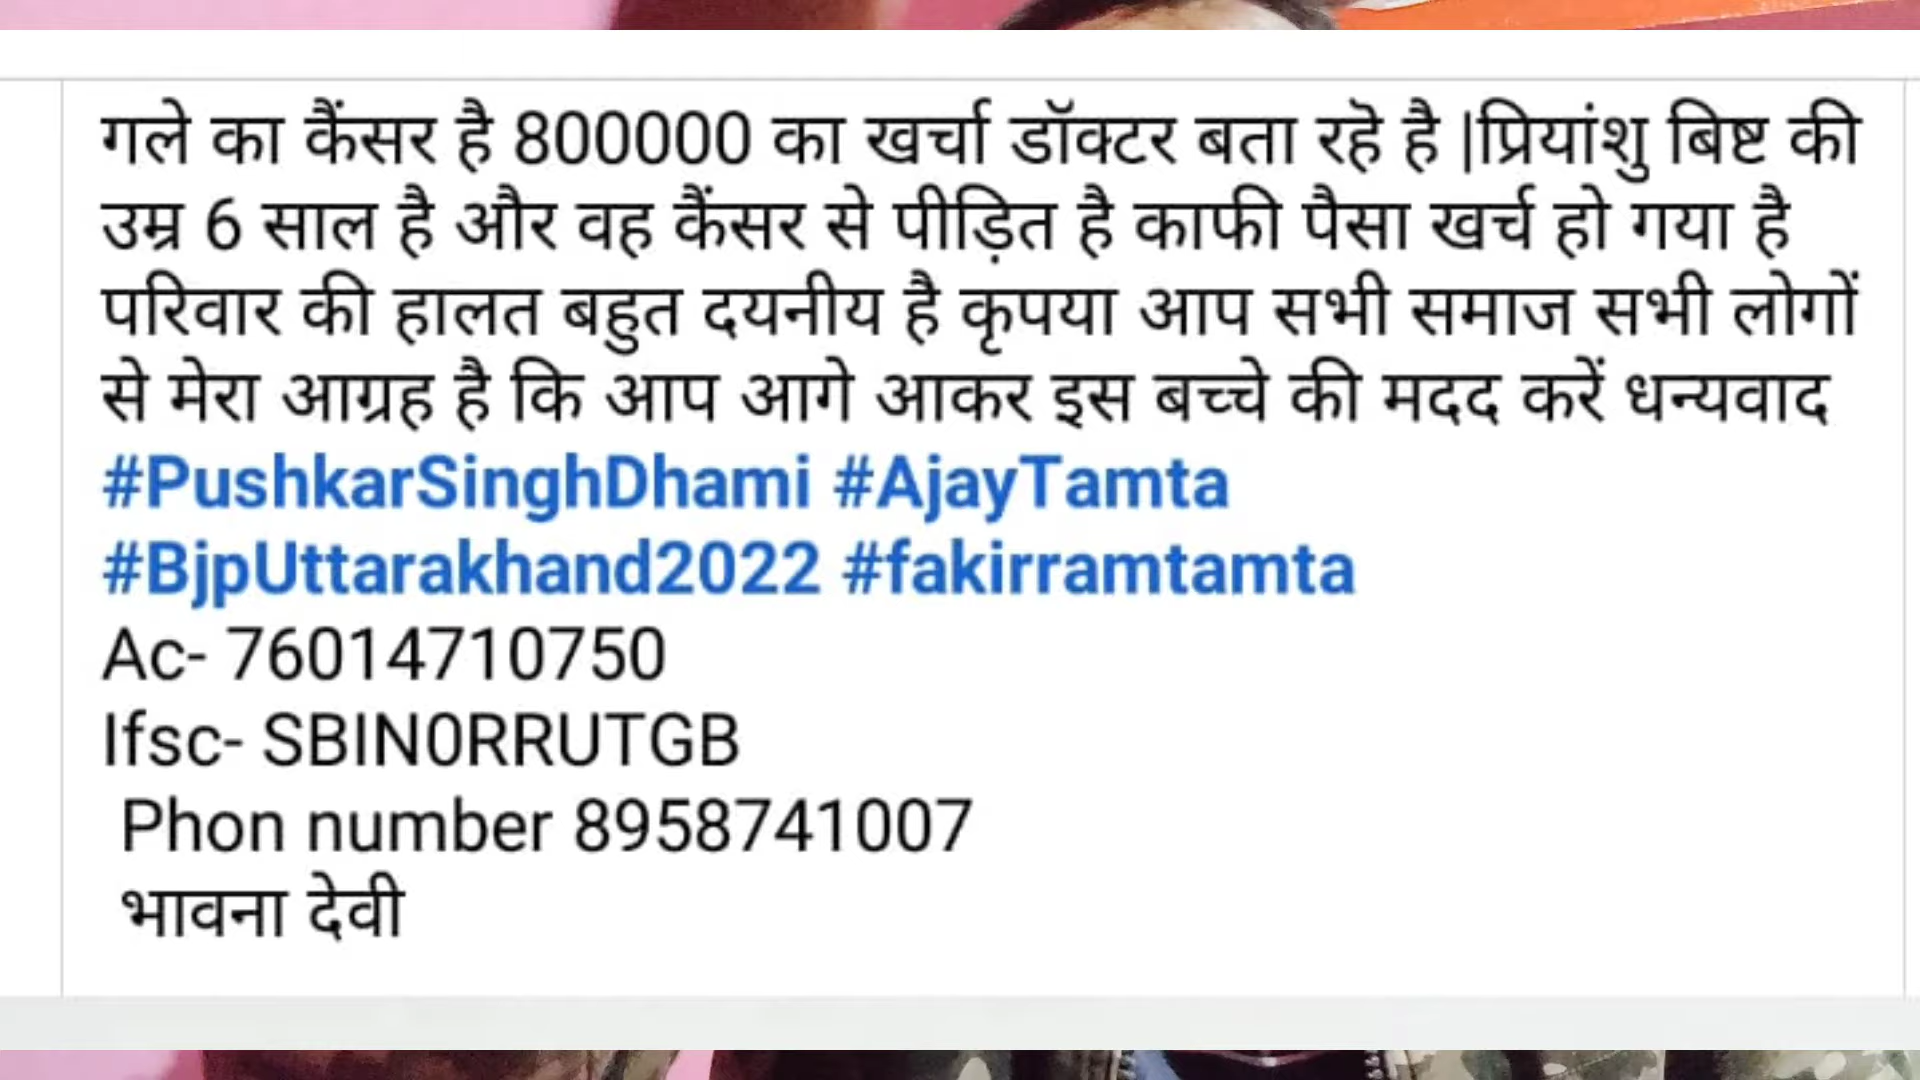 गले का कैंसर है 800000 का खर्चा डॉक्टर बता रहे है |प्रियांशु बिष्ट की
उम्र 6 साल है और वह कैंसर से पीड़ित है काफी पैसा खर्च हो गया है
परिवार की हालत बहुत दयनीय है कृपया आप सभी समाज सभी लोगों
से मेरा आग्रह है कि आप आगे आकर इस बच्चे की मदद करें धन्यवाद
#PushkarSinghDhami #AjayTamta
#BjpUttarakhand2022 #fakirramtamta
Ac- 76014710750
Ifsc- SBIN0RRUTGB
Phon number 8958741007
भावना देवी